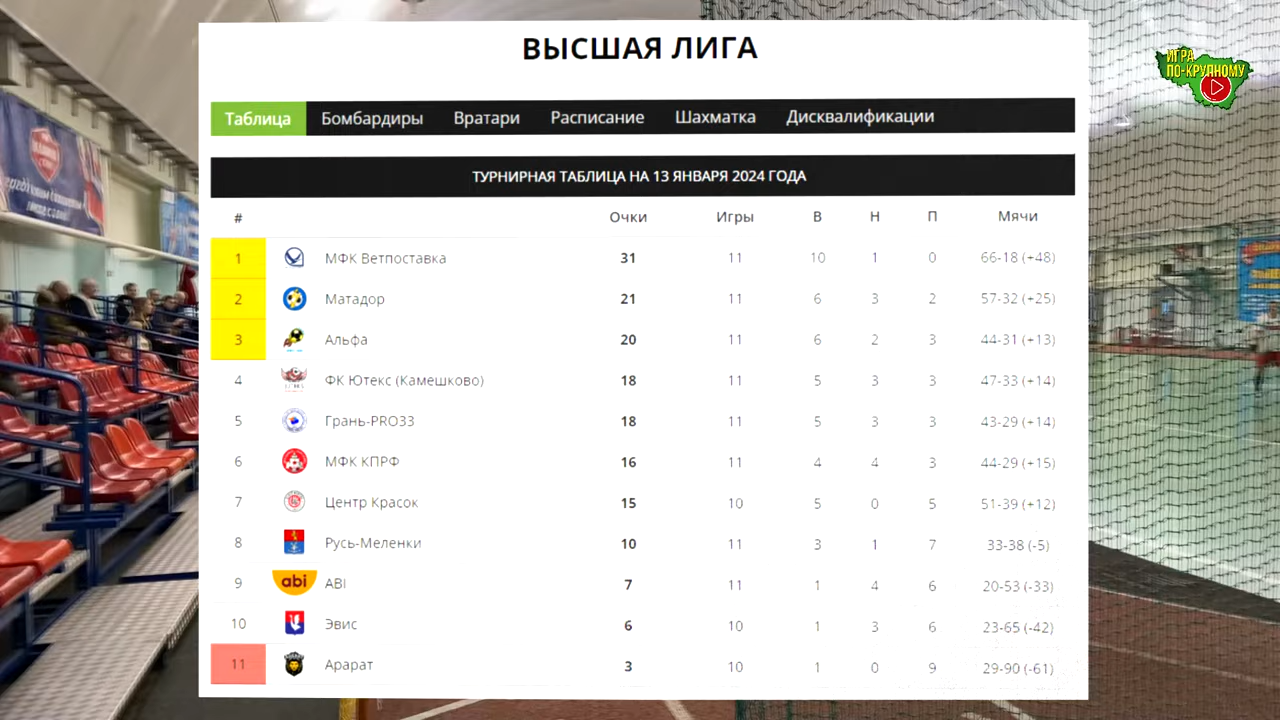 ВЫСШАЯ ЛИГА
ИГРА
ПО-КРУПНОМУ
Таблица Бомбардиры Вратари Расписание Шахматка Дисквалификации
ТУРНИРНАЯ ТАБЛИЦА НА 13 ЯНВАРЯ 2024 ГОДА
# Очки Игры В Н П Мячи
1 МФК Ветпоставка 31 11 10 1 0 66-18 (+48)
2 Матадор 21 11 6 3 2 57-32 (+25)
3 Альфа 20 11 6 2 3 44-31 (+13)
4 ФК Ютекс (Камешково) 18 11 5 3 3 47-33 (+14)
5 Грань-PRO33 18 11 5 3 3 43-29 (+14)
6 МФК КПРФ 16 11 4 4 3 44-29 (+15)
7 Центр Красок 15 10 5 0 5 51-39 (+12)
8 Русь-Меленки 10 11 3 1 7 33-38 (-5)
9 abi ABI 7 11 1 4 6 20-53 (-33)
10 Эвис 6 10 1 3 6 23-65 (-42)
11 Арарат 3 10 1 0 9 29-90 (-61)